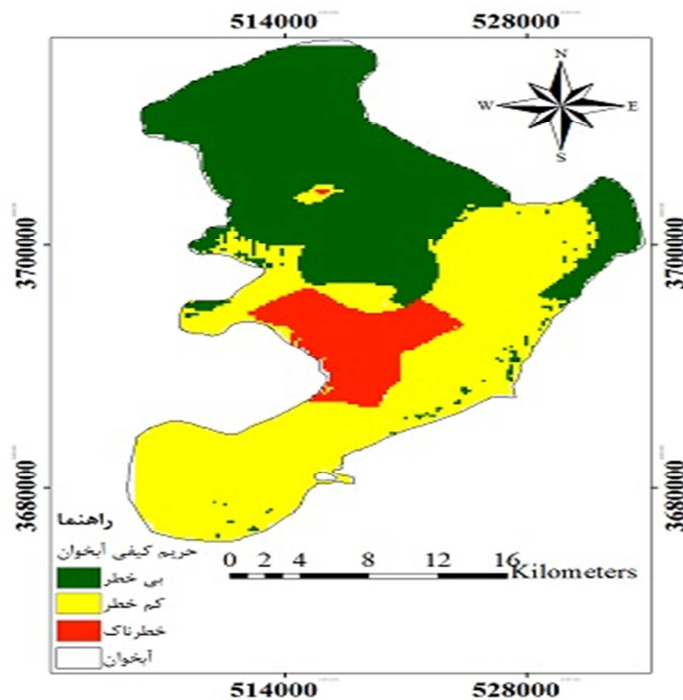 514000 528000
N
W E
S
3700000 3700000
3680000 3680000
راهنما
حریم کیفی آبخوان
بی خطر
کم خطر
خطرناک
آبخوان
0 2 4 8 12 16
Kilometers
514000 528000